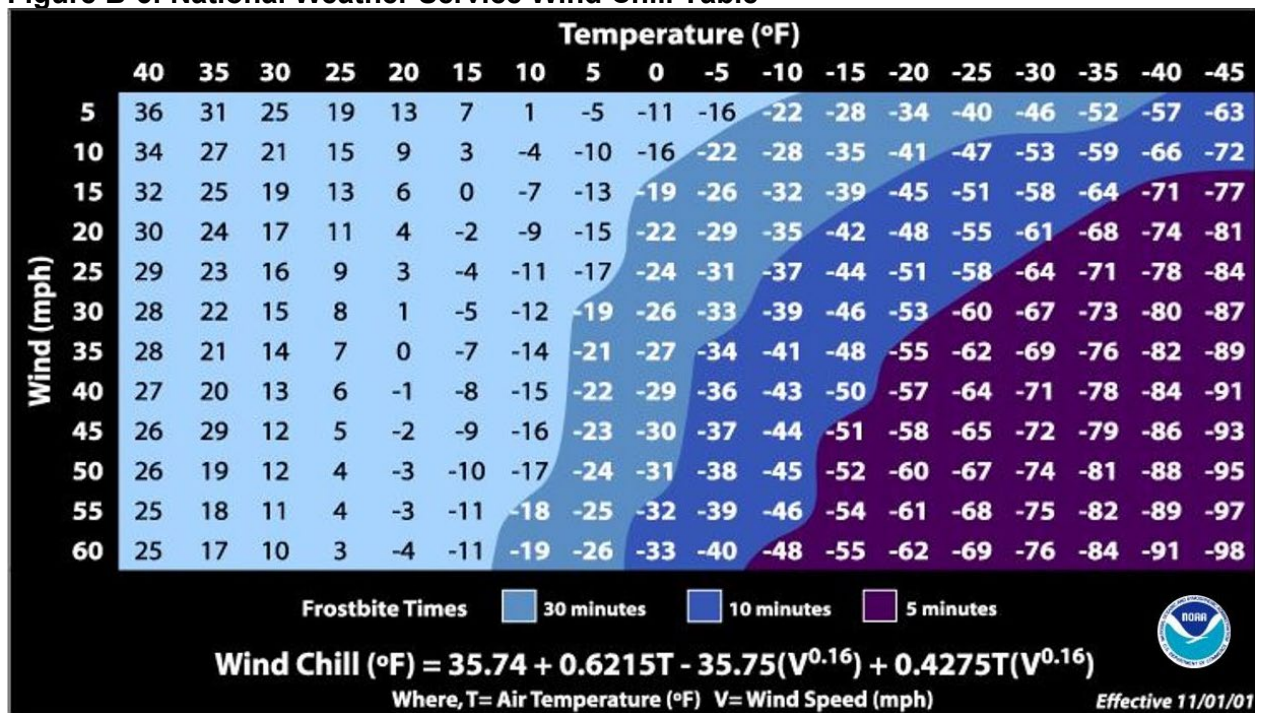 Figure B-6. National Weather Service Wind Chill Table
Temperature (ºF)
40 35 30 25 20 15 10 5 0 -5 -10 -15 -20 -25 -30 -35 -40 -45
5 36 31 25 19 13 7 1 -5 -11 -16 -22 -28 -34 -40 -46 -52 -57 -63
10 34 27 21 15 9 3 -4 -10 -16 -22 -28 -35 -41 -47 -53 -59 -66 -72
15 32 25 19 13 6 0 -7 -13 -19 -26 -32 -39 -45 -51 -58 -64 -71 -77
20 30 24 17 11 4 -2 -9 -15 -22 -29 -35 -42 -48 -55 -61 -68 -74 -81
25 29 23 16 9 3 -4 -11 -17 -24 -31 -37 -44 -51 -58 -64 -71 -78 -84
30 28 22 15 8 1 -5 -12 -19 -26 -33 -39 -46 -53 -60 -67 -73 -80 -87
35 28 21 14 7 0 -7 -14 -21 -27 -34 -41 -48 -55 -62 -69 -76 -82 -89
40 27 20 13 6 -1 -8 -15 -22 -29 -36 -43 -50 -57 -64 -71 -78 -84 -91
45 26 29 12 5 -2 -9 -16 -23 -30 -37 -44 -51 -58 -65 -72 -79 -86 -93
50 26 19 12 4 -3 -10 -17 -24 -31 -38 -45 -52 -60 -67 -74 -81 -88 -95
55 25 18 11 4 -3 -11 -18 -25 -32 -39 -46 -54 -61 -68 -75 -82 -89 -97
60 25 17 10 3 -4 -11 -19 -26 -33 -40 -48 -55 -62 -69 -76 -84 -91 -98
Wind (mph)
Frostbite Times 30 minutes 10 minutes 5 minutes
Wind Chill (ºF) = 35.74 + 0.6215T - 35.75(V^0.16) + 0.4275T(V^0.16)
Where, T= Air Temperature (ºF) V= Wind Speed (mph)
Effective 11/01/01
NOAA